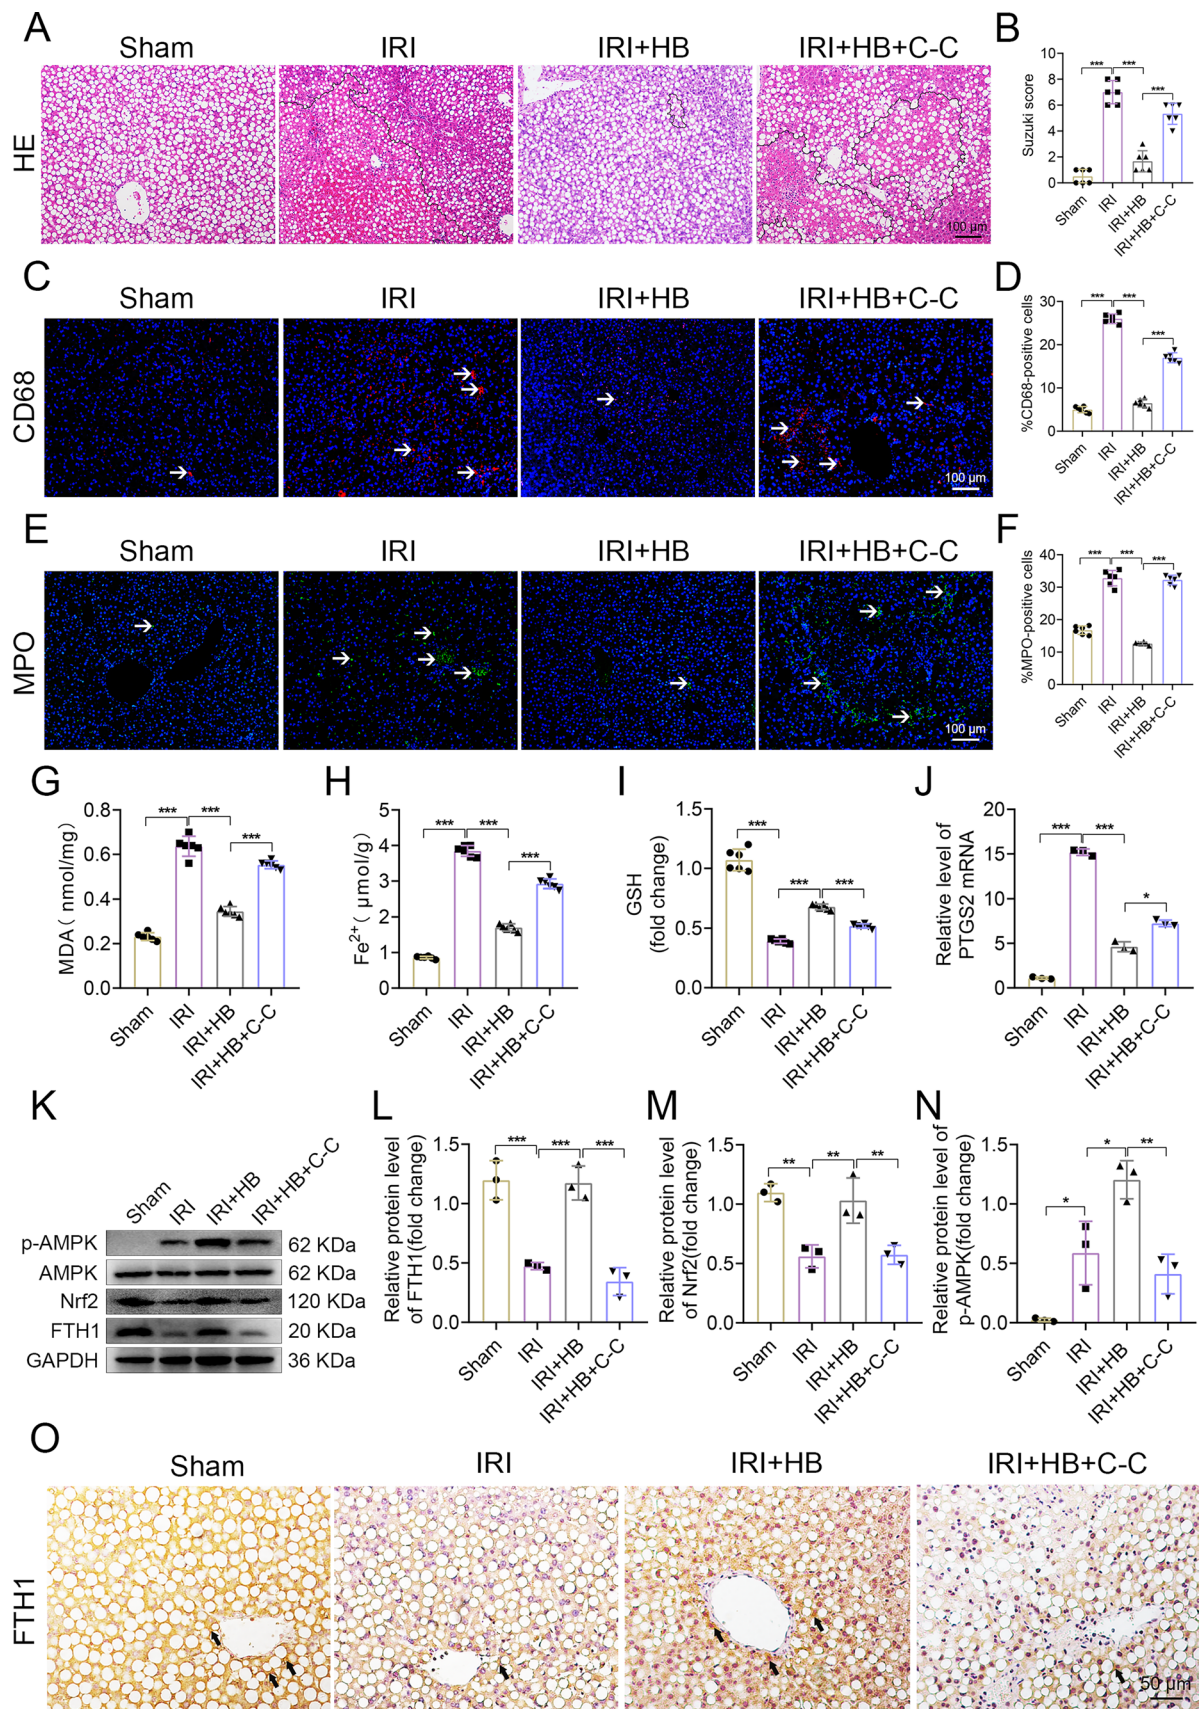 A
Sham
IRI
IRI+HB
IRI+HB+C-C
HE
100 μm
B
Suzuki score
10
8
6
4
2
0
***
***
***
Sham
IRI
IRI+HB
IRI+HB+C-C
C
Sham
IRI
IRI+HB
IRI+HB+C-C
CD68
100 μm
D
%CD68-positive cells
30
20
10
0
***
***
***
Sham
IRI
IRI+HB
IRI+HB+C-C
E
Sham
IRI
IRI+HB
IRI+HB+C-C
MPO
100 μm
F
%MPO-positive cells
40
30
20
10
0
***
***
***
Sham
IRI
IRI+HB
IRI+HB+C-C
G
MDA( nmol/mg)
0.8
0.6
0.4
0.2
0.0
***
***
***
Sham
IRI
IRI+HB
IRI+HB+C-C
H
Fe²⁺( μmol/g)
5
4
3
2
1
0
***
***
***
Sham
IRI
IRI+HB
IRI+HB+C-C
I
GSH
(fold change)
1.5
1.0
0.5
0.0
***
***
***
Sham
IRI
IRI+HB
IRI+HB+C-C
J
Relative level of
PTGS2 mRNA
20
15
10
5
0
***
***
*
Sham
IRI
IRI+HB
IRI+HB+C-C
K
Sham
IRI
IRI+HB
IRI+HB+C-C
p-AMPK 62 KDa
AMPK 62 KDa
Nrf2 120 KDa
FTH1 20 KDa
GAPDH 36 KDa
L
Relative protein level
of FTH1(fold change)
1.5
1.0
0.5
0.0
***
***
***
Sham
IRI
IRI+HB
IRI+HB+C-C
M
Relative protein level
of Nrf2(fold change)
1.5
1.0
0.5
0.0
**
**
**
Sham
IRI
IRI+HB
IRI+HB+C-C
N
Relative protein level of
p-AMPK(fold change)
1.5
1.0
0.5
0.0
*
*
**
Sham
IRI
IRI+HB
IRI+HB+C-C
O
Sham
IRI
IRI+HB
IRI+HB+C-C
FTH1
50 μm